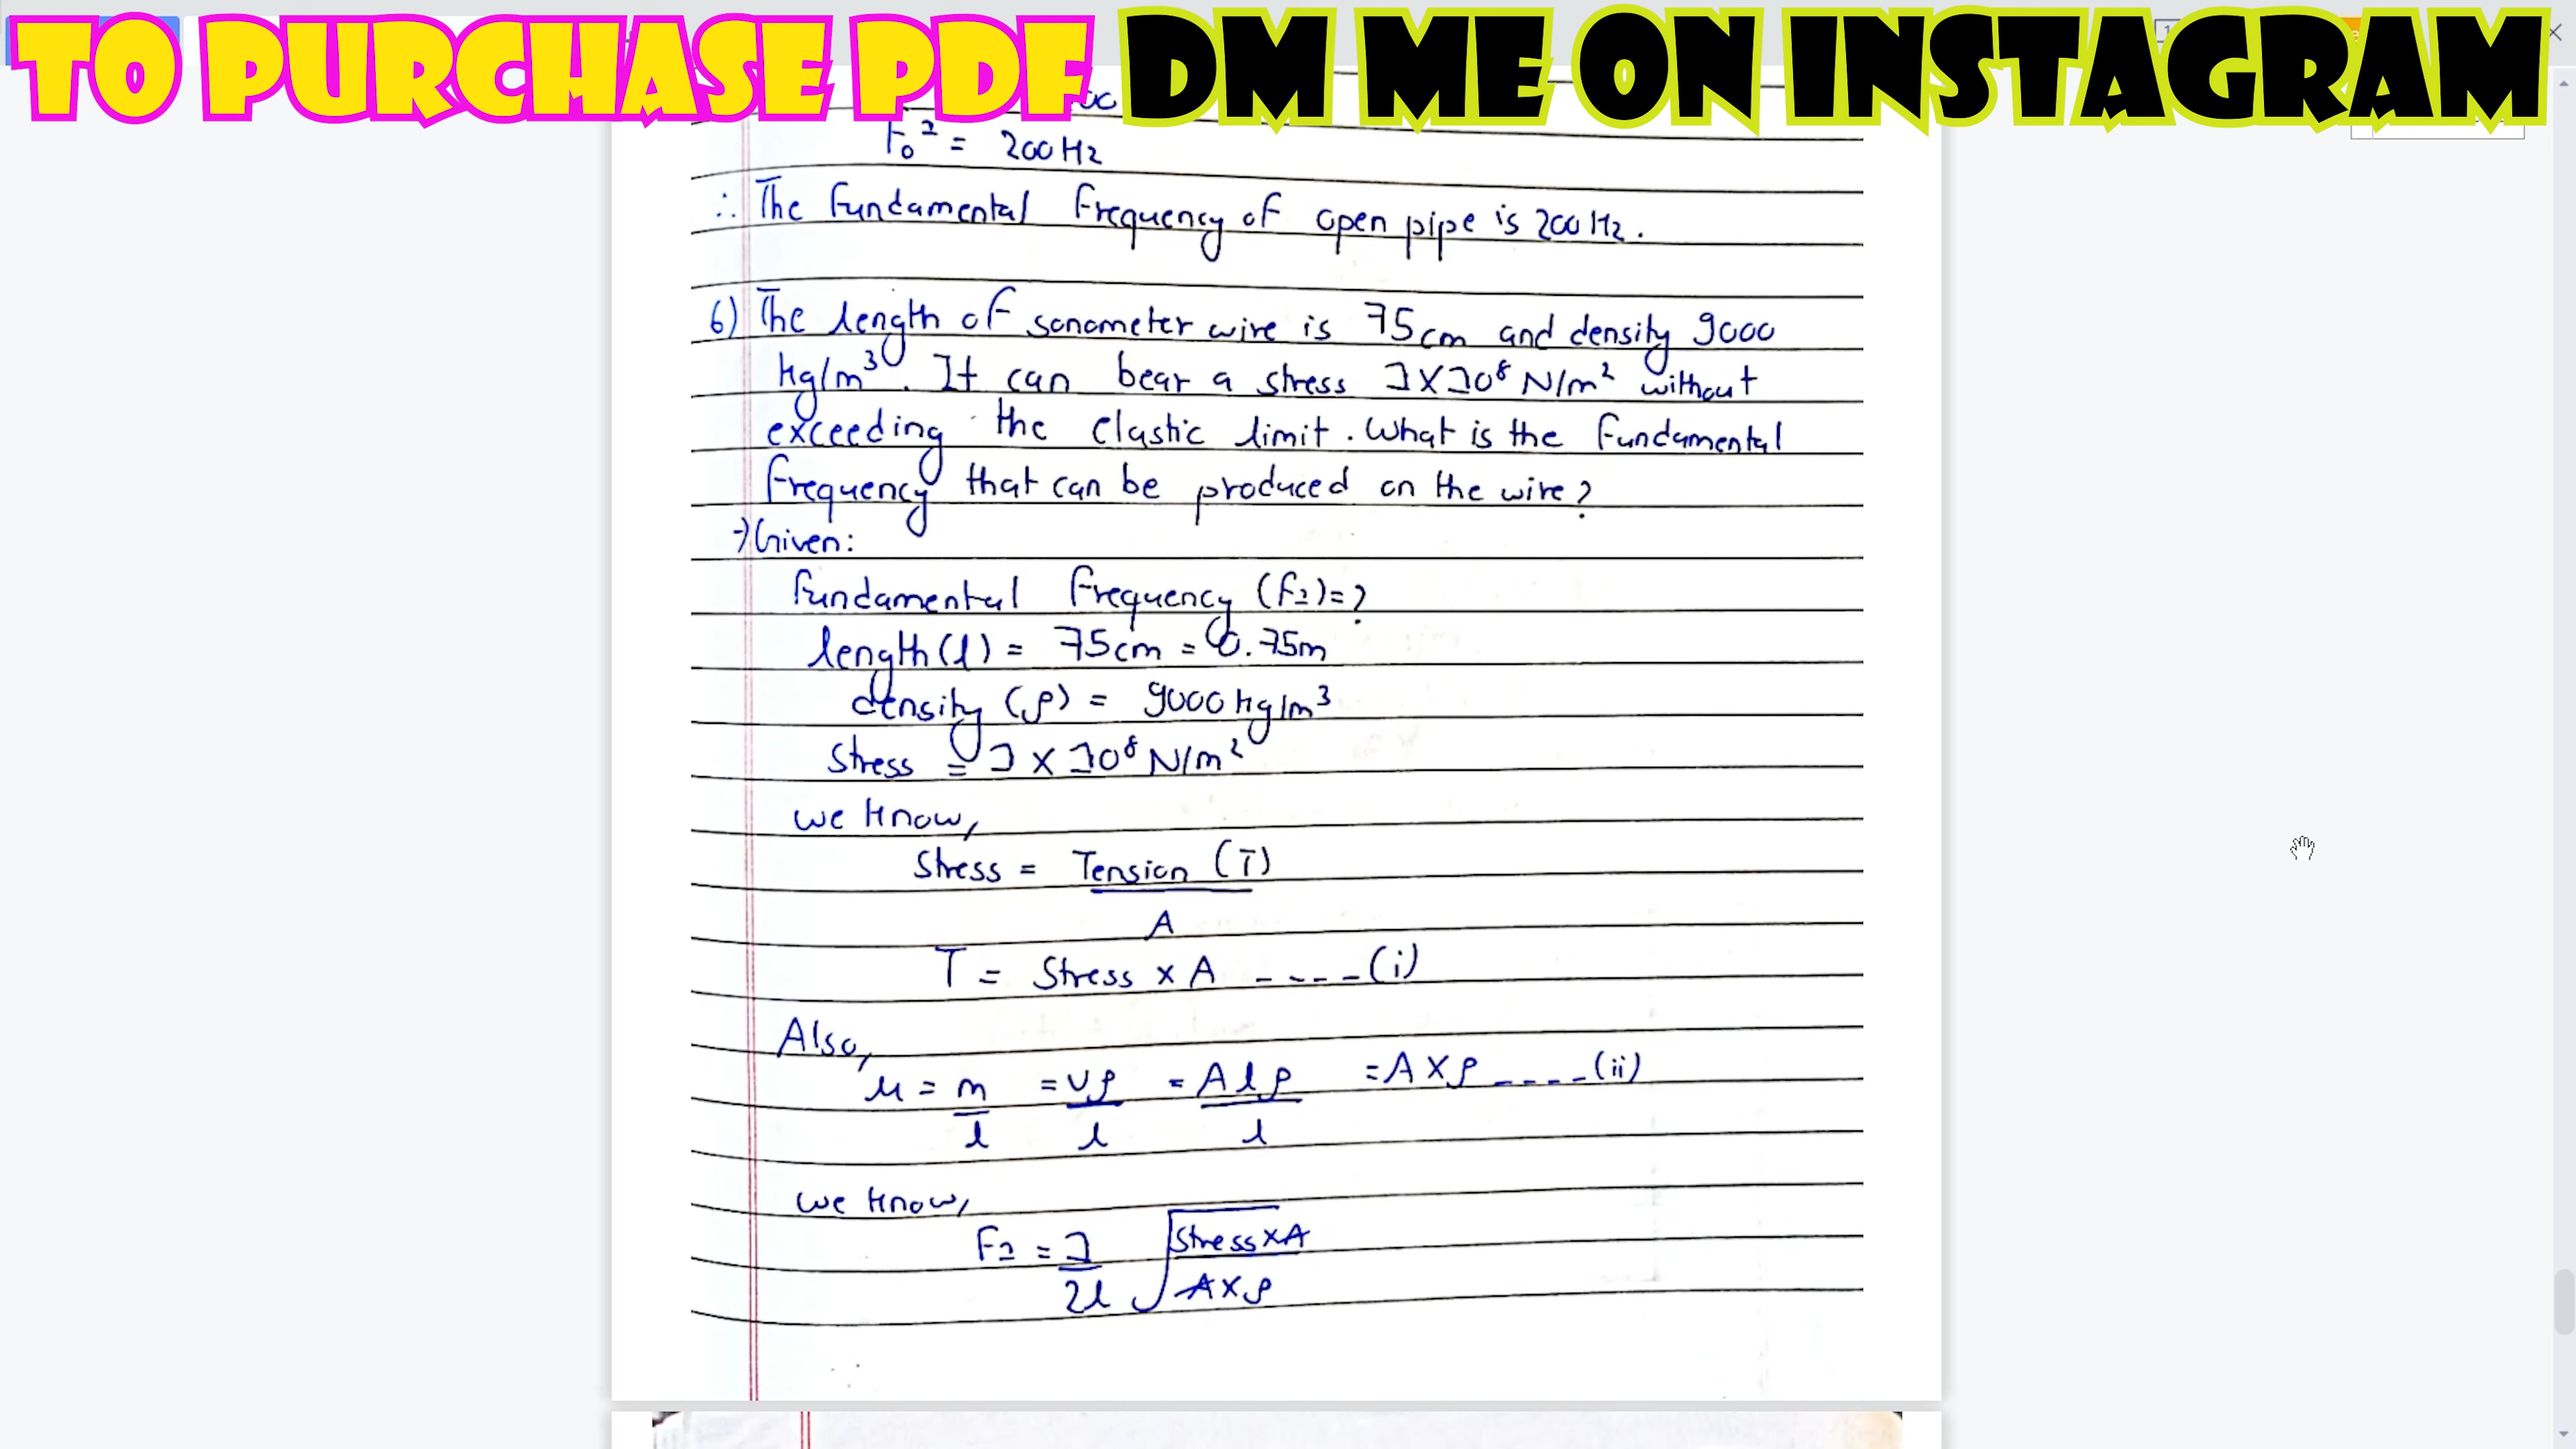 TO PURCHASE PDF DM ME ON INSTAGRAM
F₀² = 200 Hz
∴ The fundamental frequency of open pipe is 200 Hz.
6) The length of sonometer wire is 75cm and density 9000
kg/m³. It can bear a stress 1×10⁸ N/m² without
exceeding the elastic limit. What is the fundamental
frequency that can be produced on the wire?
→ Given:
fundamental frequency (f₁)=?
length (l) = 75cm = 0.75m
density (ρ) = 9000 kg/m³
Stress = 1 × 10⁸ N/m²
we know,
Stress = Tension (T)
A
T = Stress × A ----(i)
Also,
μ = m/l = Vρ/l = Alρ/l = A×ρ ----(ii)
we know,
F₁ = 1/2l √(Stress×A / A×ρ)